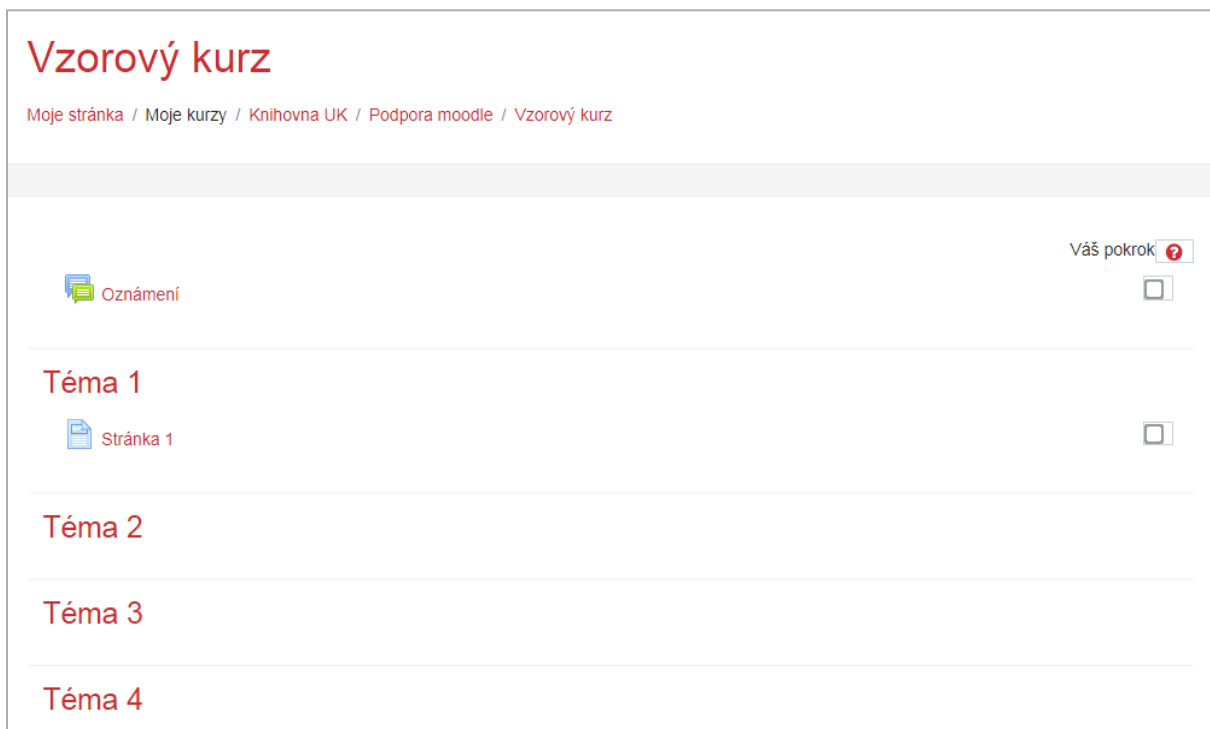 Vzorový kurz
Moje stránka / Moje kurzy / Knihovna UK / Podpora moodle / Vzorový kurz
Váš pokrok
Oznámení
Téma 1
Stránka 1
Téma 2
Téma 3
Téma 4